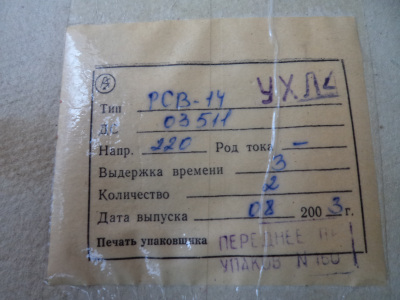 УХЛ4
Тип РСВ-14
03511
Напр. 220 Род тока —
Выдержка времени 3
Количество 2
Дата выпуска 08 2003 г.
Печать упаковщика ПЕРЕДНЕЕ ПР
УПАКОВ N 160